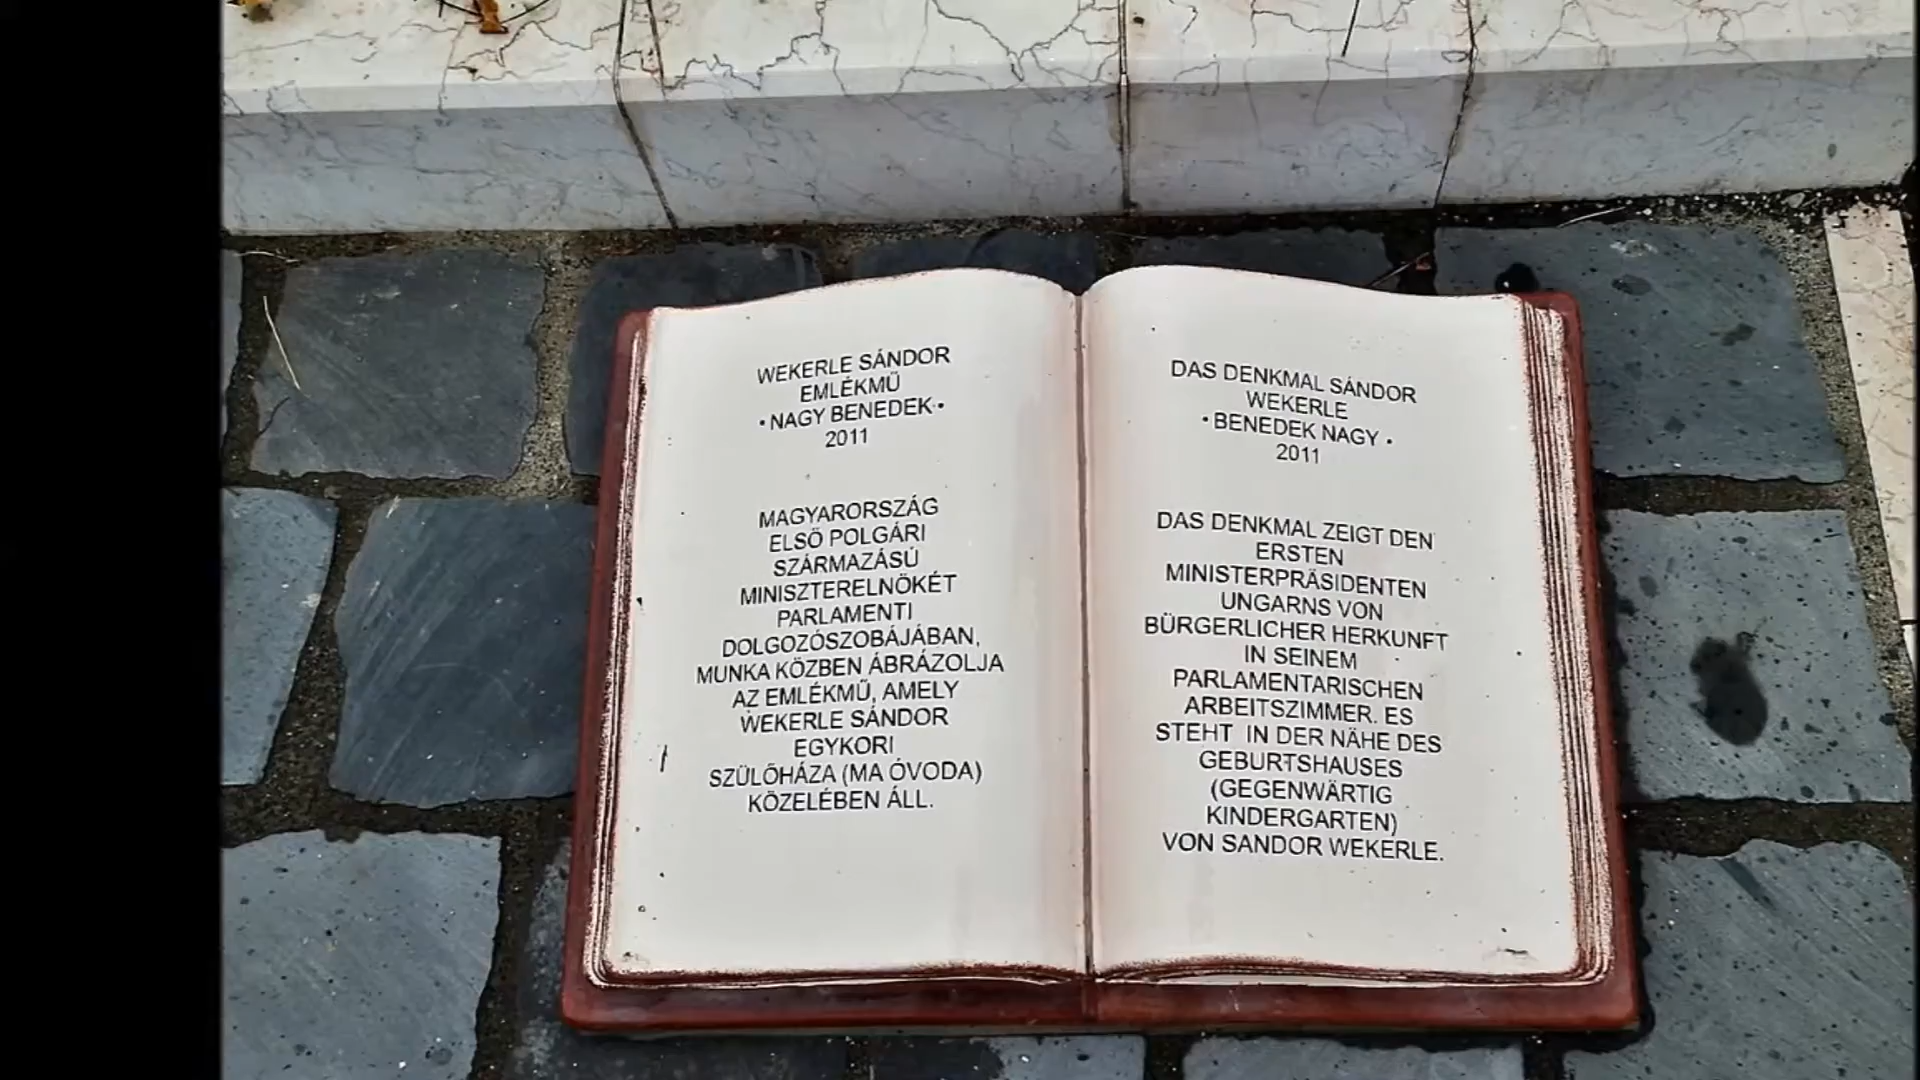 WEKERLE SÁNDOR
EMLÉKMŰ
• NAGY BENEDEK •
2011
MAGYARORSZÁG
ELSŐ POLGÁRI
SZÁRMAZÁSÚ
MINISZTERELNÖKÉT
PARLAMENTI
DOLGOZÓSZOBÁJÁBAN,
MUNKA KÖZBEN ÁBRÁZOLJA
AZ EMLÉKMŰ, AMELY
WEKERLE SÁNDOR
EGYKORI
SZÜLŐHÁZA (MA ÓVODA)
KÖZELÉBEN ÁLL.
DAS DENKMAL SÁNDOR
WEKERLE
• BENEDEK NAGY •
2011
DAS DENKMAL ZEIGT DEN
ERSTEN
MINISTERPRÄSIDENTEN
UNGARNS VON
BÜRGERLICHER HERKUNFT
IN SEINEM
PARLAMENTARISCHEN
ARBEITSZIMMER. ES
STEHT IN DER NÄHE DES
GEBURTSHAUSES
(GEGENWÄRTIG
KINDERGARTEN)
VON SANDOR WEKERLE.